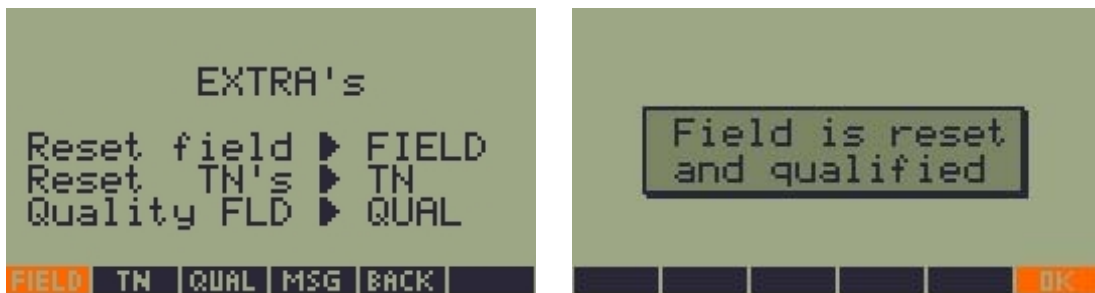 EXTRA's
Reset field ▶ FIELD
Reset TN's ▶ TN
Quality FLD ▶ QUAL
FIELD TN QUAL MSG BACK
Field is reset
and qualified
OK